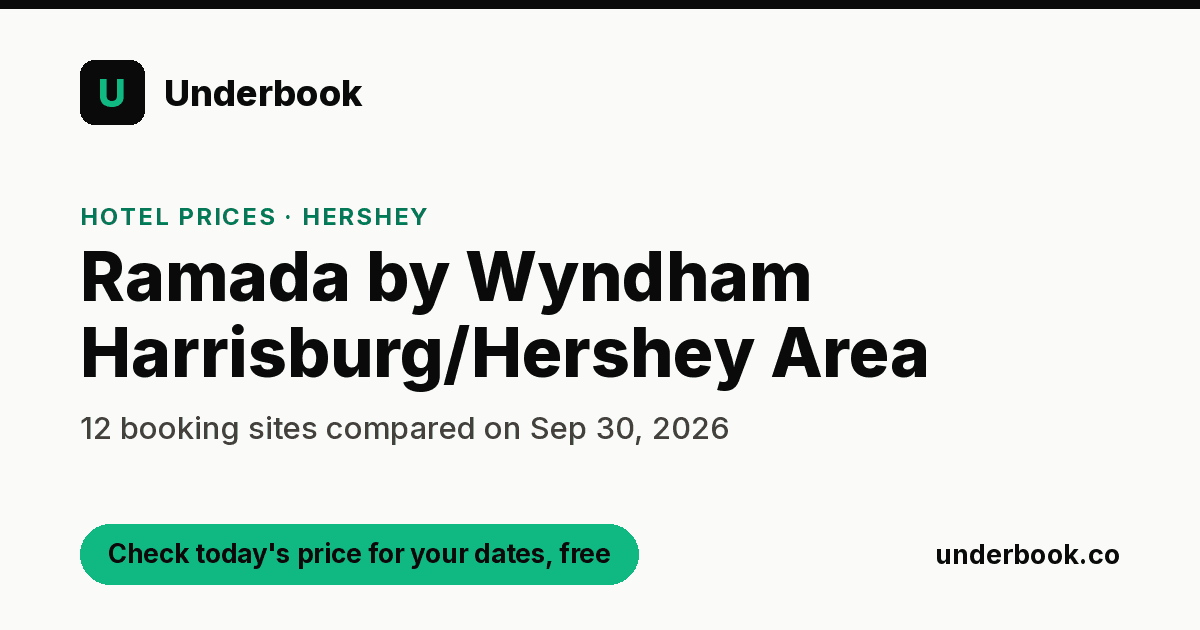 U Underbook
HOTEL PRICES · HERSHEY
Ramada by Wyndham
Harrisburg/Hershey Area
12 booking sites compared on Sep 30, 2026
Check today's price for your dates, free
underbook.co